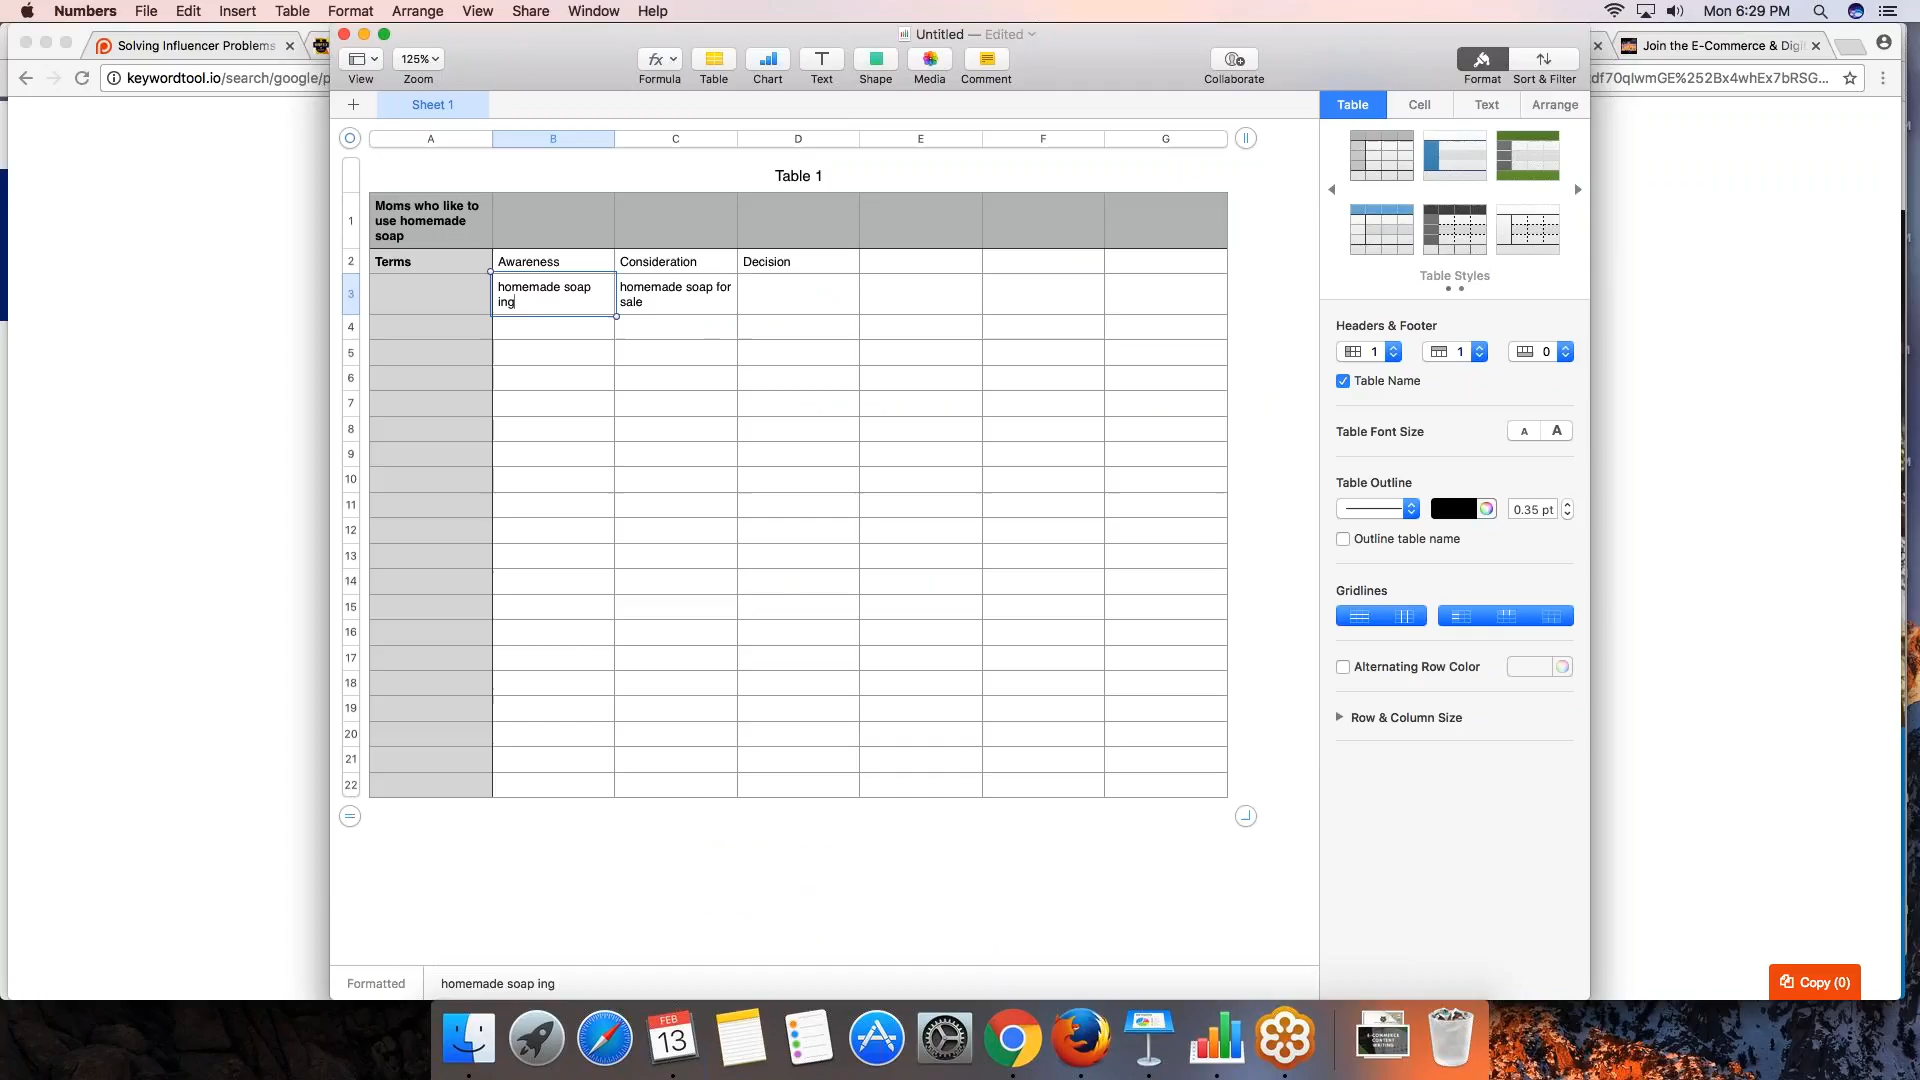 Numbers File Edit Insert Table Format Arrange View Share Window Help
Mon 6:29 PM
Solving Influencer Problems
Untitled — Edited
Join the E-Commerce & Digi
keywordtool.io/search/google/p
125%
df70qlwmGE%252Bx4whEx7bRSG...
View Zoom Formula Table Chart Text Shape Media Comment Collaborate Format Sort & Filter
Sheet 1
Table Cell Text Arrange
A B C D E F G
Table 1
1
Moms who like to
use homemade
soap
2 Terms Awareness Consideration Decision
3
homemade soap
ing
homemade soap for
sale
4
5
6
7
8
9
10
11
12
13
14
15
16
17
18
19
20
21
22
Table Styles
Headers & Footer
1 1 0
Table Name
Table Font Size A A
Table Outline
0.35 pt
Outline table name
Gridlines
Alternating Row Color
Row & Column Size
Formatted homemade soap ing
Copy (0)
FEB
13
E-COMMERCE
CONTENT
WRITING